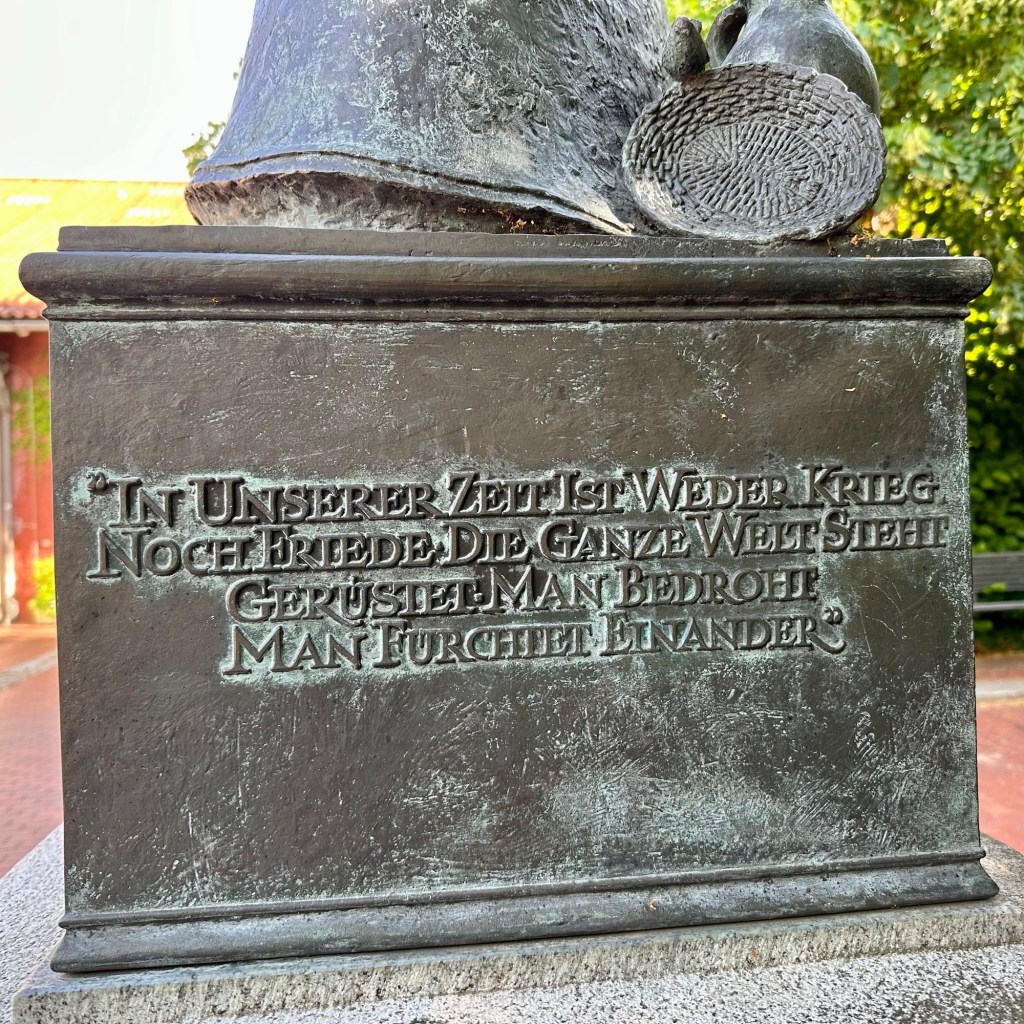 "In Unserer Zeit Ist Weder Krieg
Noch Friede. Die Ganze Welt Steht
Gerüstet. Man Bedroht
Man Fürchtet Einander"